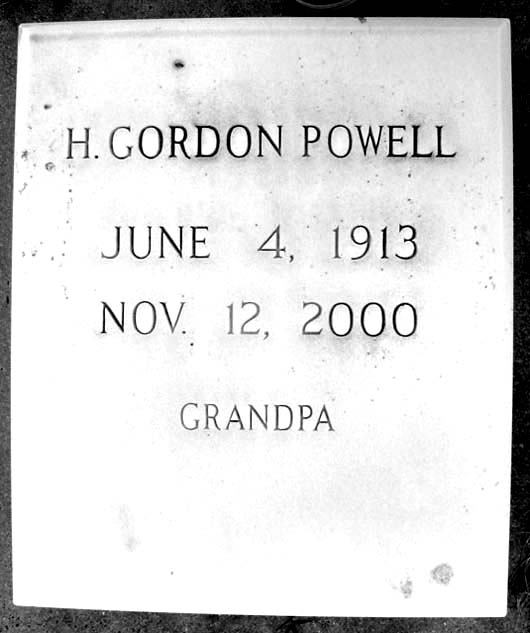 H. GORDON POWELL
JUNE 4, 1913
NOV. 12, 2000
GRANDPA